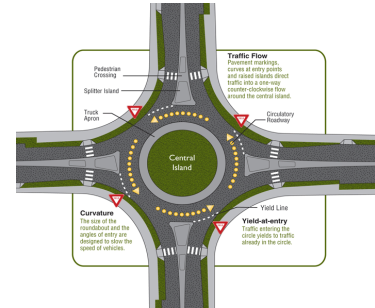 Traffic Flow
Pavement markings,
curves at entry points
and raised islands direct
traffic into a one-way
counter-clockwise flow
around the central island.
Pedestrian
Crossing
Splitter Island
Truck
Apron
Circulatory
Roadway
Central
Island
Yield Line
Curvature
The size of the
roundabout and the
angles of entry are
designed to slow the
speed of vehicles.
Yield-at-entry
Traffic entering
the circle yields to traffic
already in the circle.